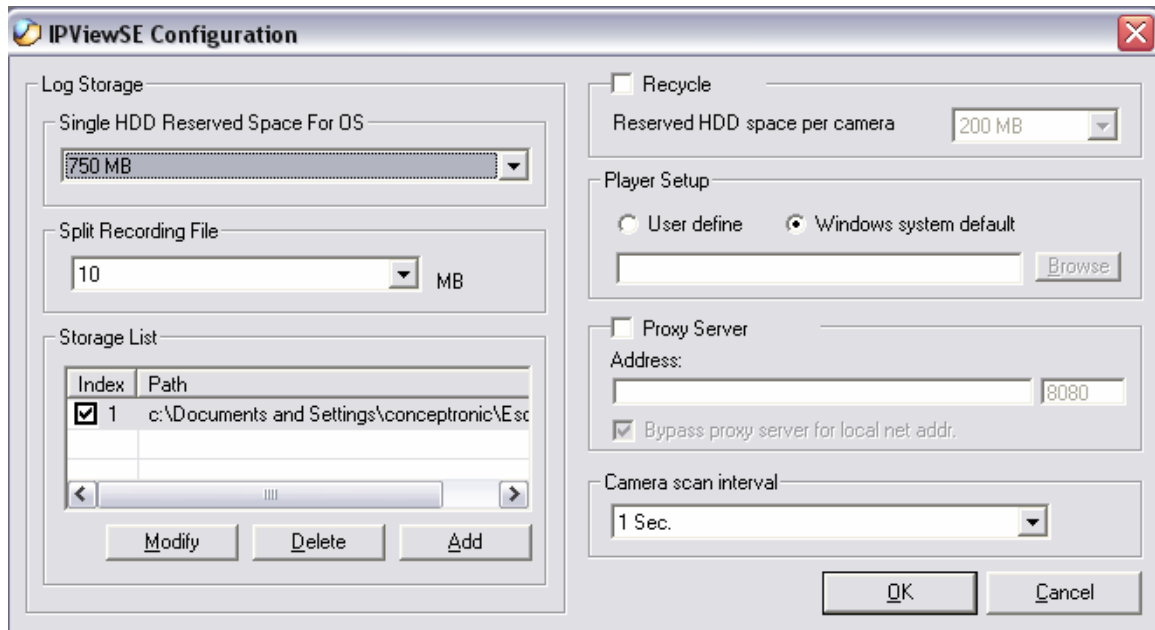 IPViewSE Configuration
Log Storage
Single HDD Reserved Space For OS
750 MB
Split Recording File
10
MB
Storage List
Index Path
1 c:\Documents and Settings\conceptronic\Esc
Modify Delete Add
Recycle
Reserved HDD space per camera 200 MB
Player Setup
User define Windows system default
Browse
Proxy Server
Address:
8080
Bypass proxy server for local net addr.
Camera scan interval
1 Sec.
OK Cancel